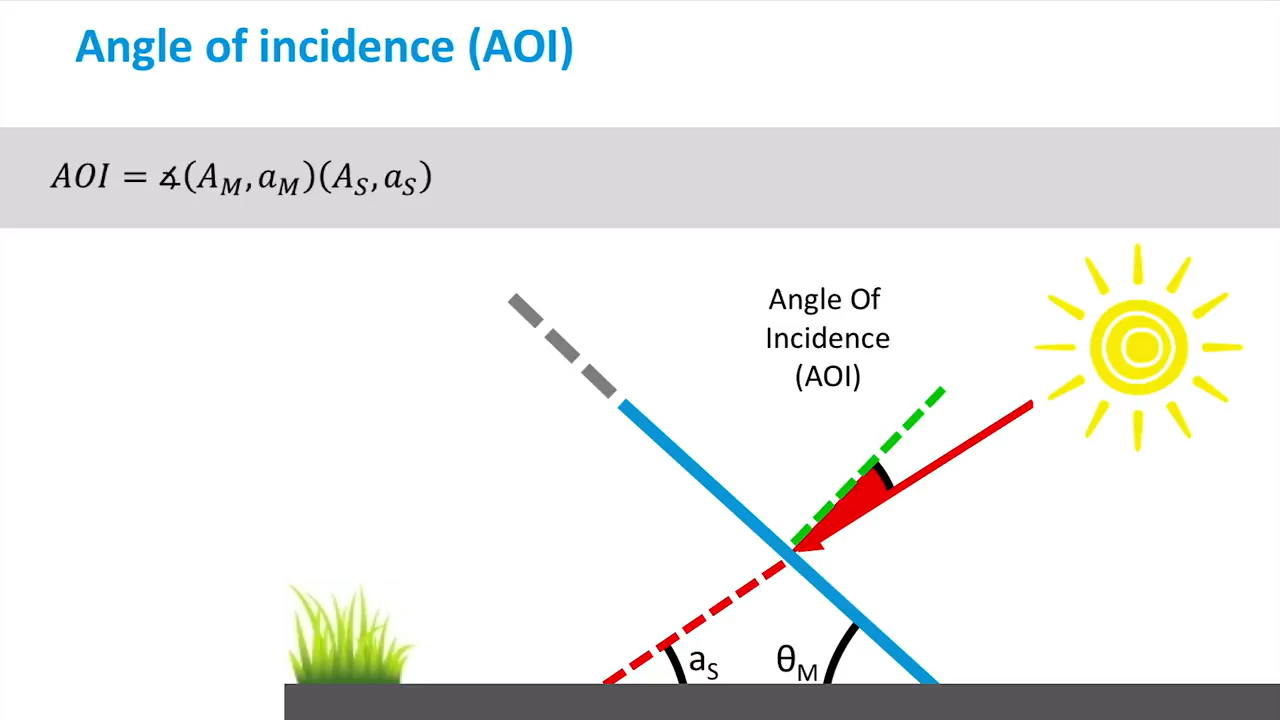 Angle of incidence (AOI)
AOI = ∡(A_M, a_M)(A_S, a_S)
Angle Of
Incidence
(AOI)
a_S
θ_M